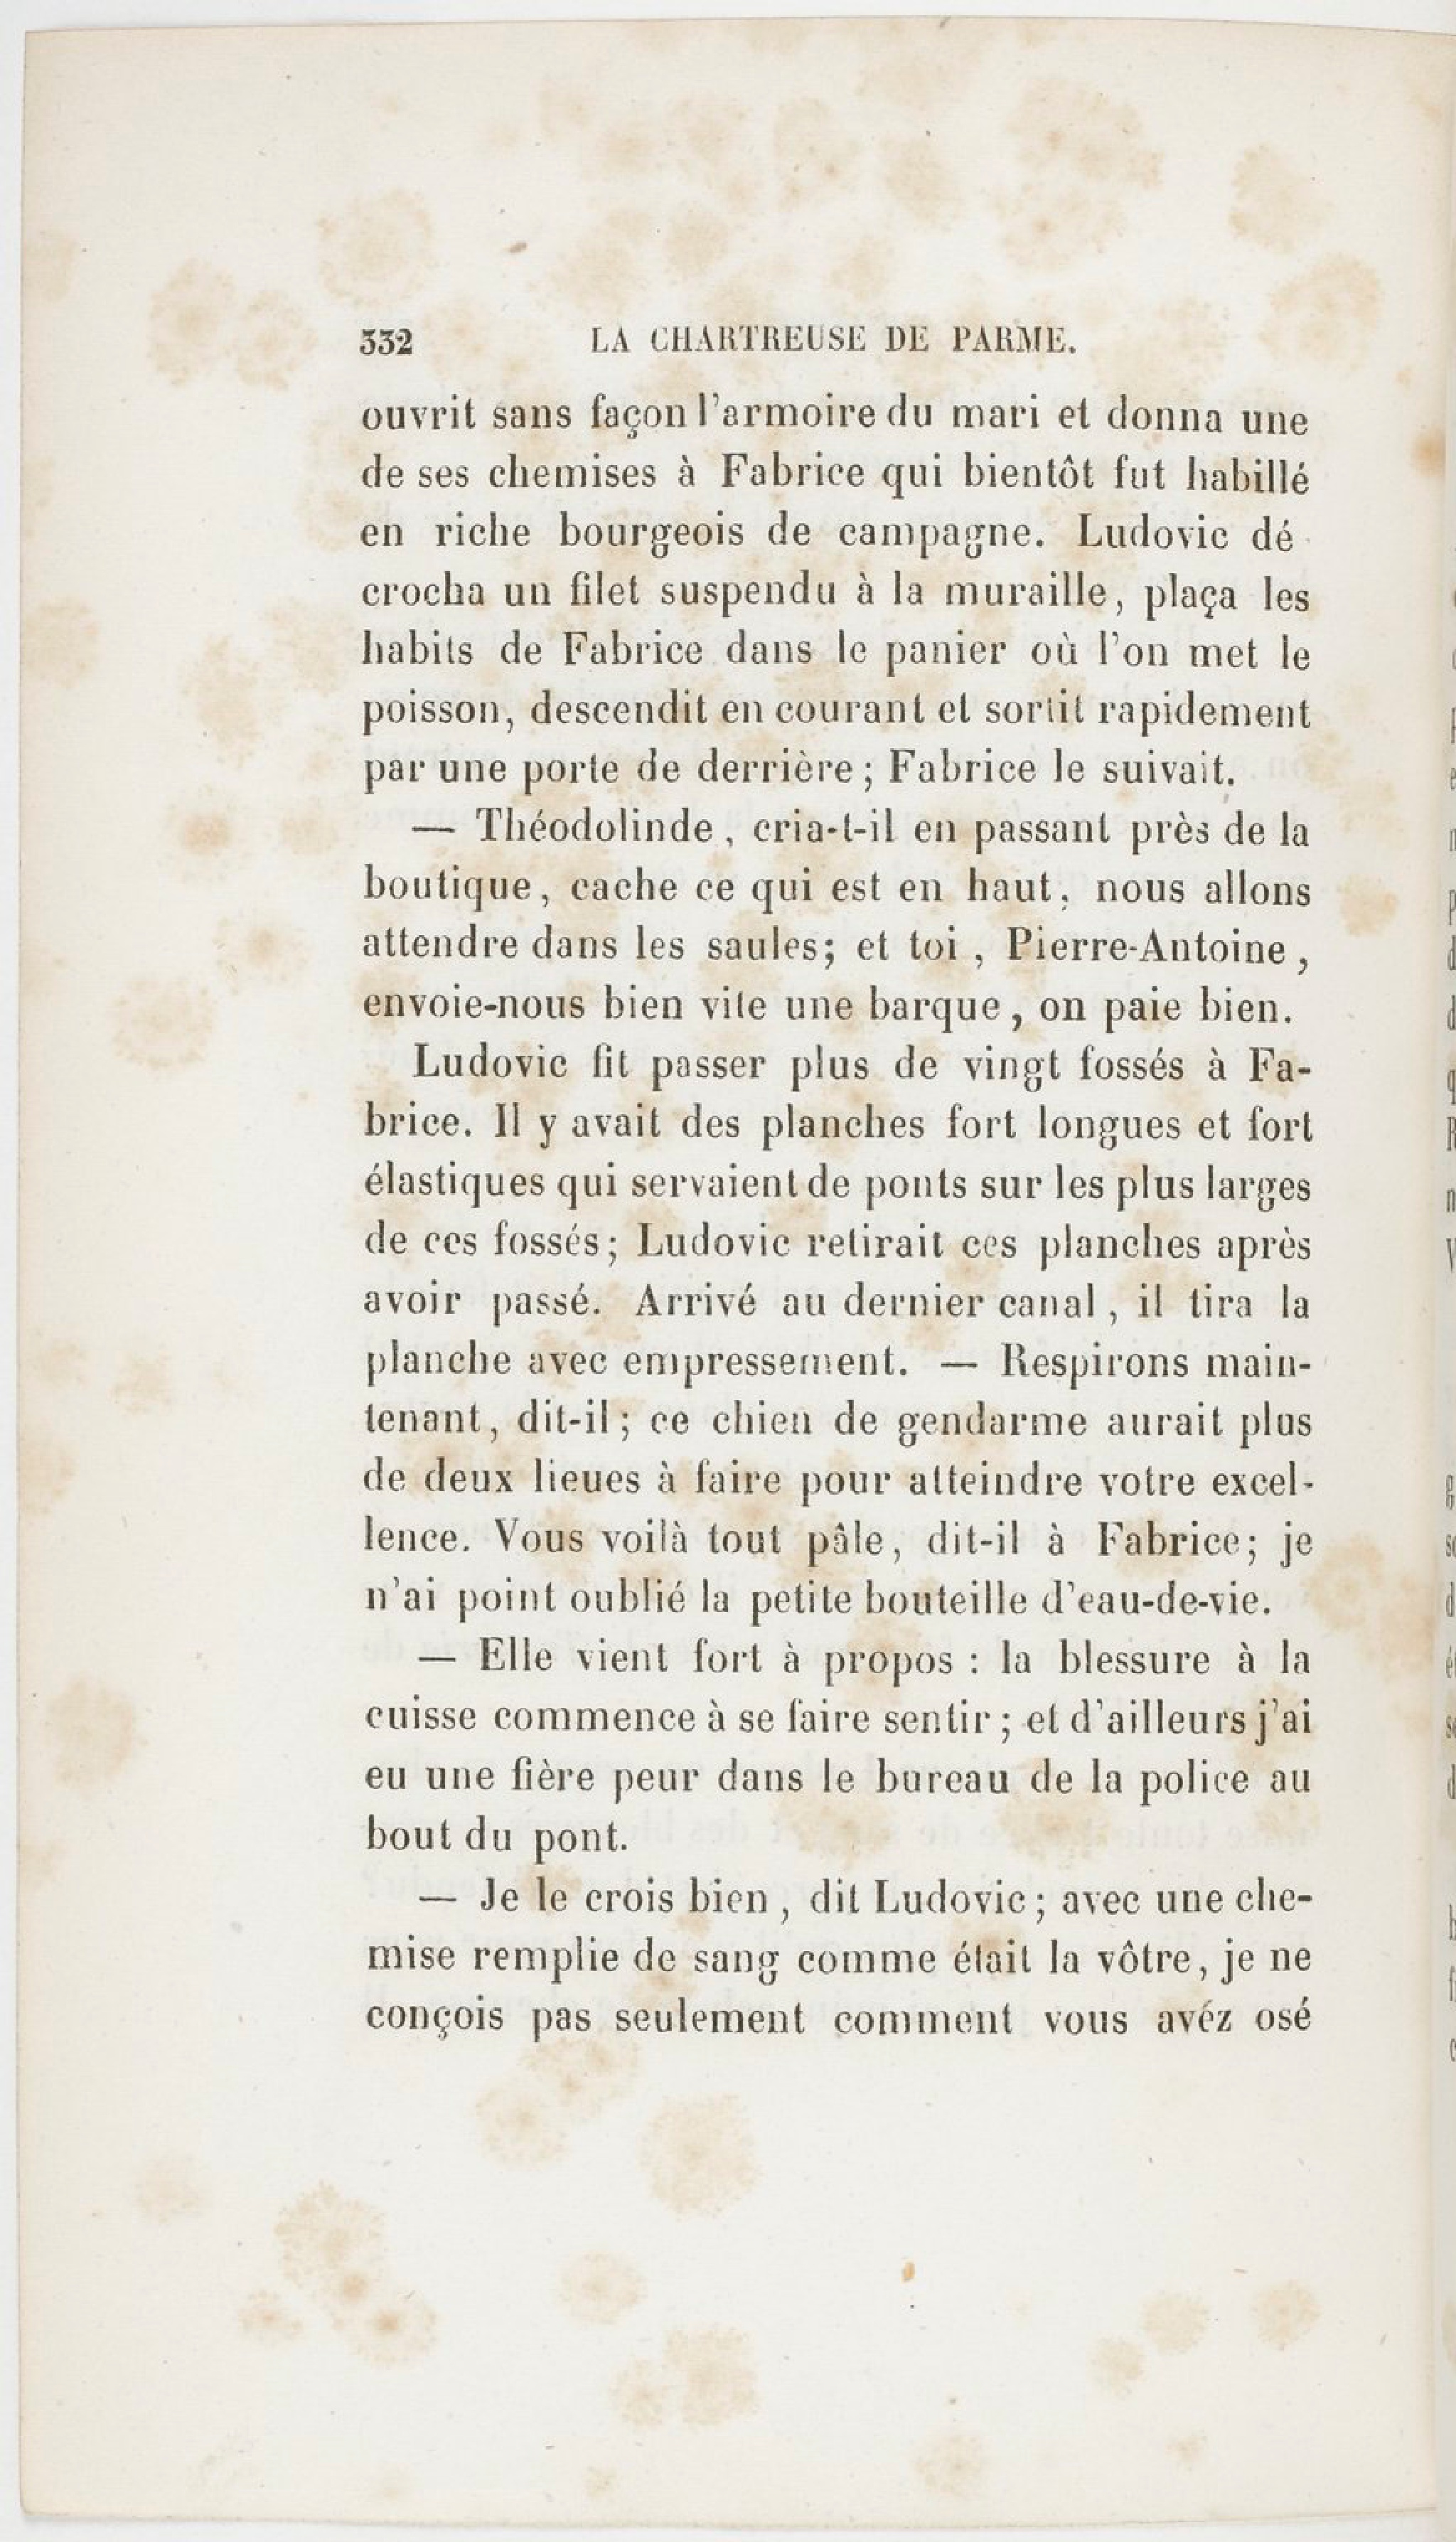 332 LA CHARTREUSE DE PARME.
ouvrit sans façon l'armoire du mari et donna une
de ses chemises à Fabrice qui bientôt fut habillé
en riche bourgeois de campagne. Ludovic dé-
crocha un filet suspendu à la muraille, plaça les
habits de Fabrice dans le panier où l'on met le
poisson, descendit en courant et sortit rapidement
par une porte de derrière ; Fabrice le suivait.
— Théodolinde, cria-t-il en passant près de la
boutique, cache ce qui est en haut, nous allons
attendre dans les saules; et toi, Pierre-Antoine,
envoie-nous bien vite une barque, on paie bien.
Ludovic fit passer plus de vingt fossés à Fa-
brice. Il y avait des planches fort longues et fort
élastiques qui servaient de ponts sur les plus larges
de ces fossés; Ludovic retirait ces planches après
avoir passé. Arrivé au dernier canal, il tira la
planche avec empressement. — Respirons main-
tenant, dit-il; ce chien de gendarme aurait plus
de deux lieues à faire pour atteindre votre excel-
lence. Vous voilà tout pâle, dit-il à Fabrice; je
n'ai point oublié la petite bouteille d'eau-de-vie.
— Elle vient fort à propos : la blessure à la
cuisse commence à se faire sentir ; et d'ailleurs j'ai
eu une fière peur dans le bureau de la police au
bout du pont.
— Je le crois bien, dit Ludovic ; avec une che-
mise remplie de sang comme était la vôtre, je ne
conçois pas seulement comment vous avéz osé